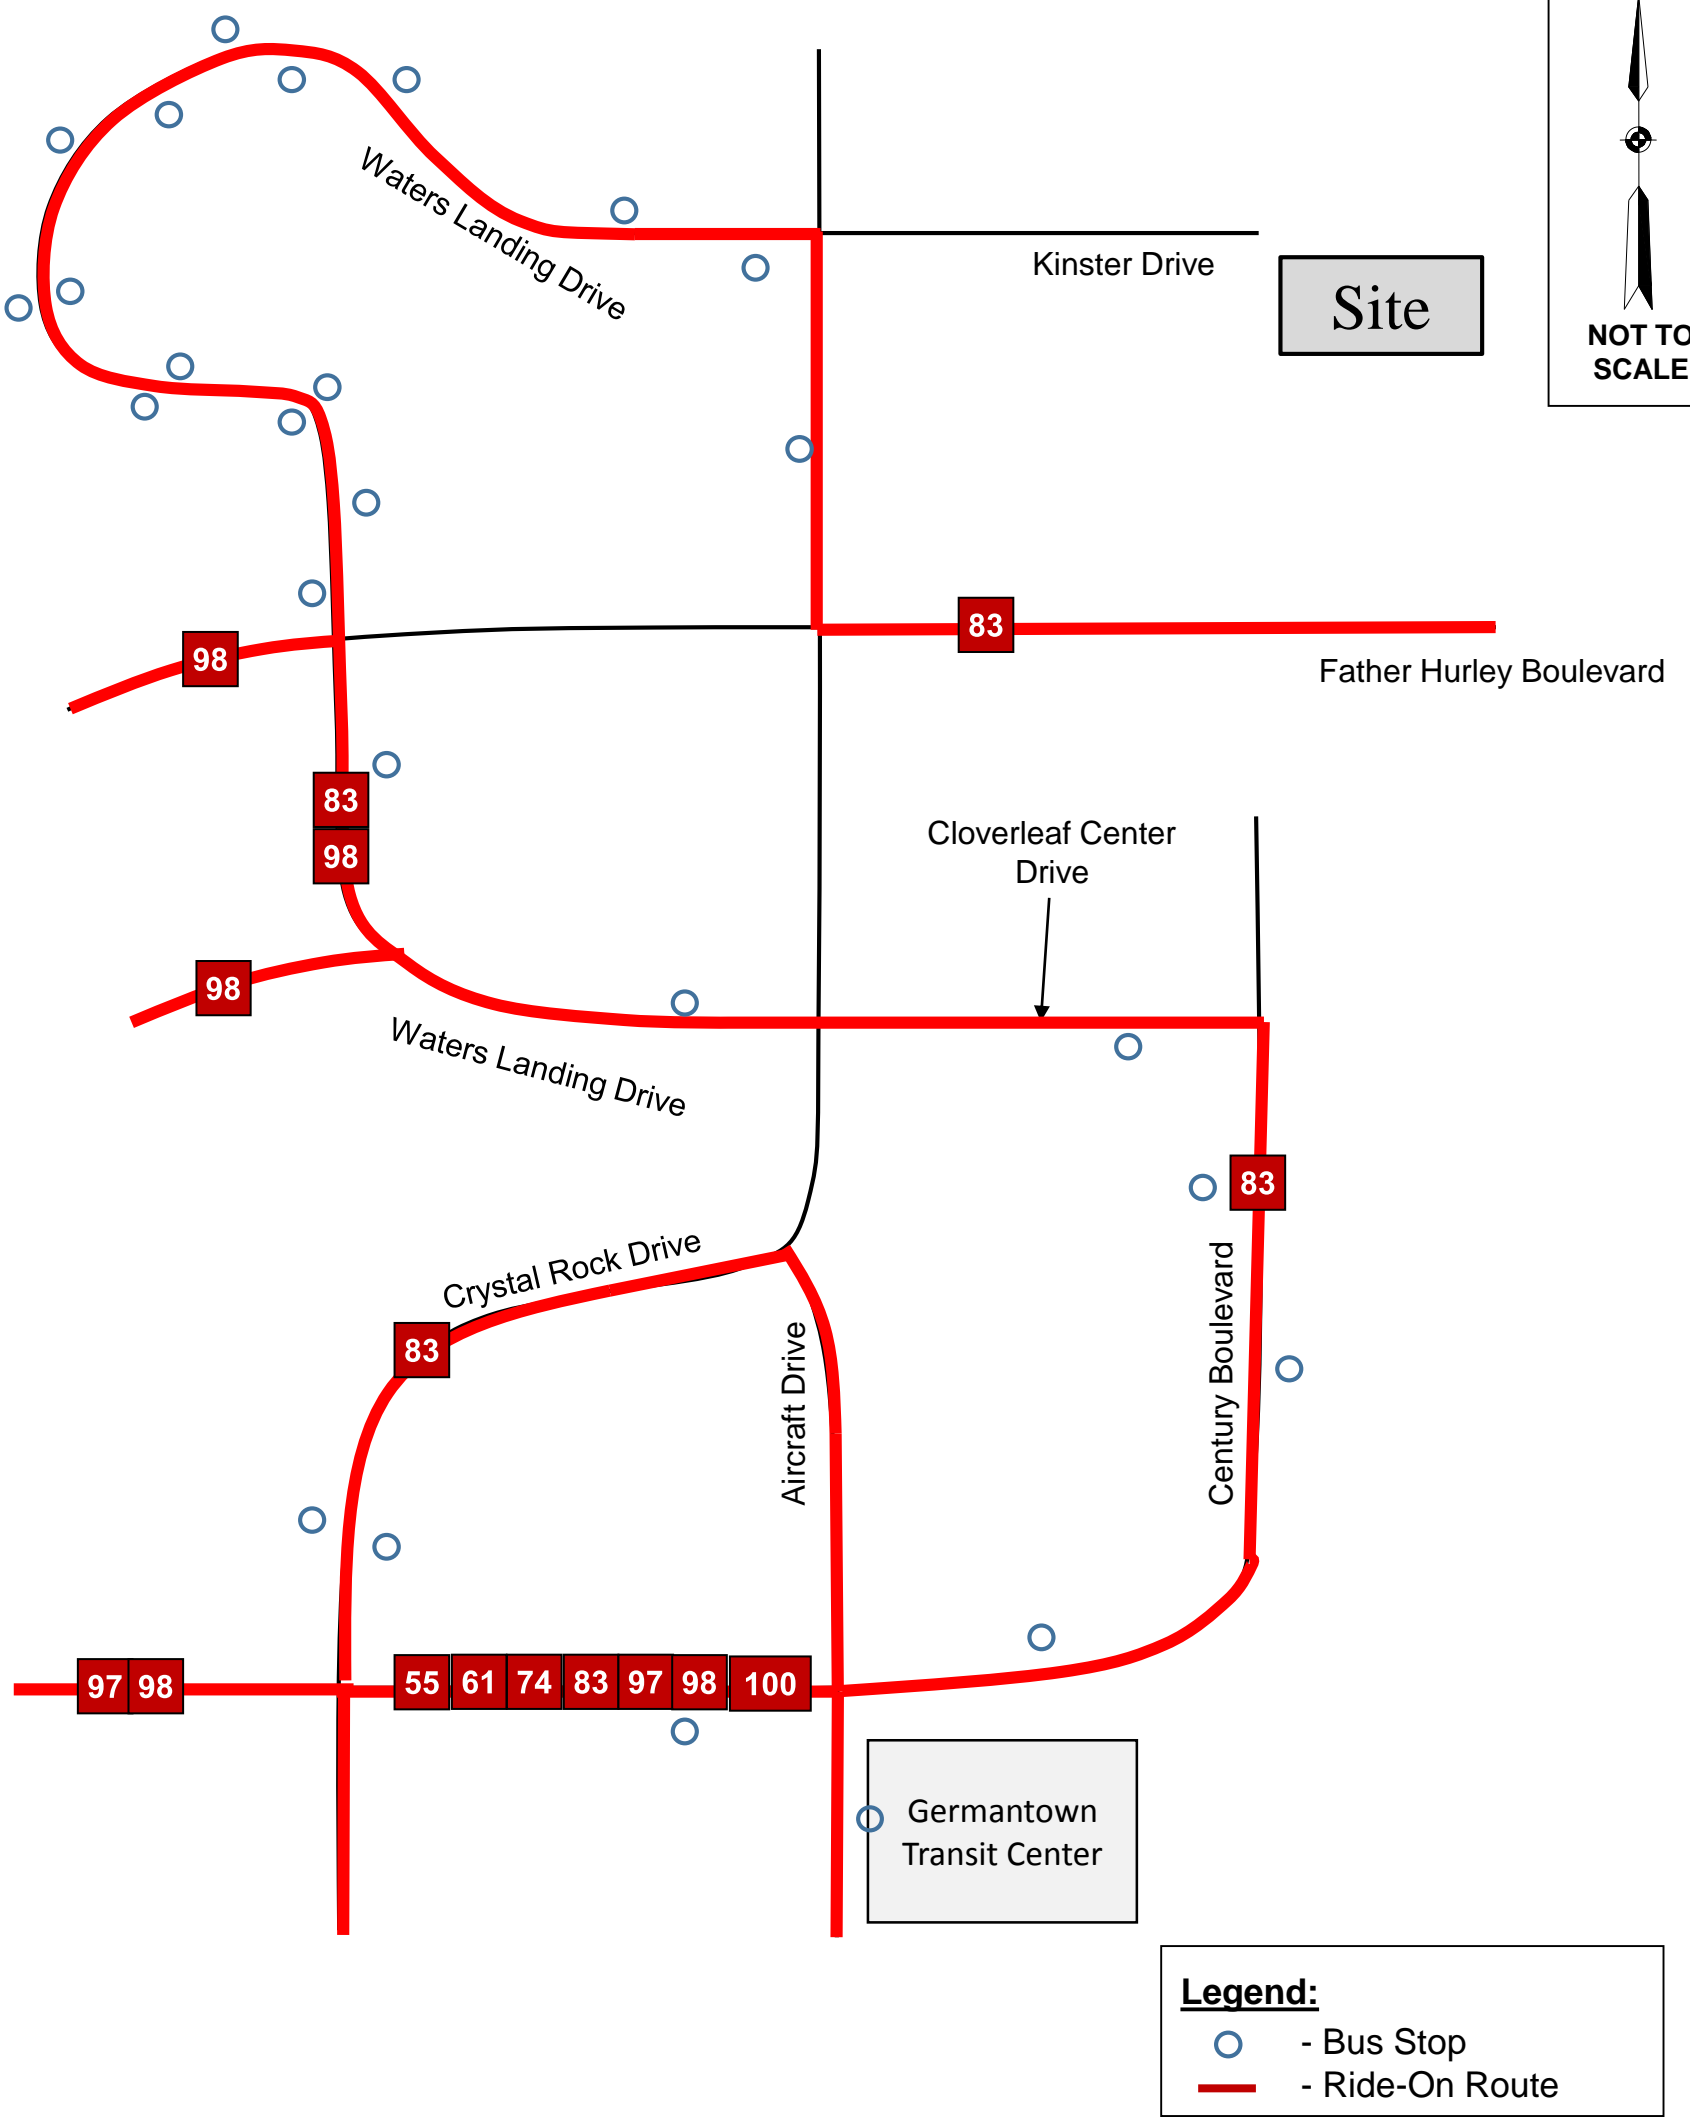 Waters Landing Drive
Kinster Drive
Site
NOT TO
SCALE
83
Father Hurley Boulevard
98
83
98
Cloverleaf Center
Drive
98
Waters Landing Drive
83
Crystal Rock Drive
83
Aircraft Drive
Century Boulevard
97 98
55 61 74 83 97 98 100
Germantown
Transit Center
Legend:
- Bus Stop
- Ride-On Route